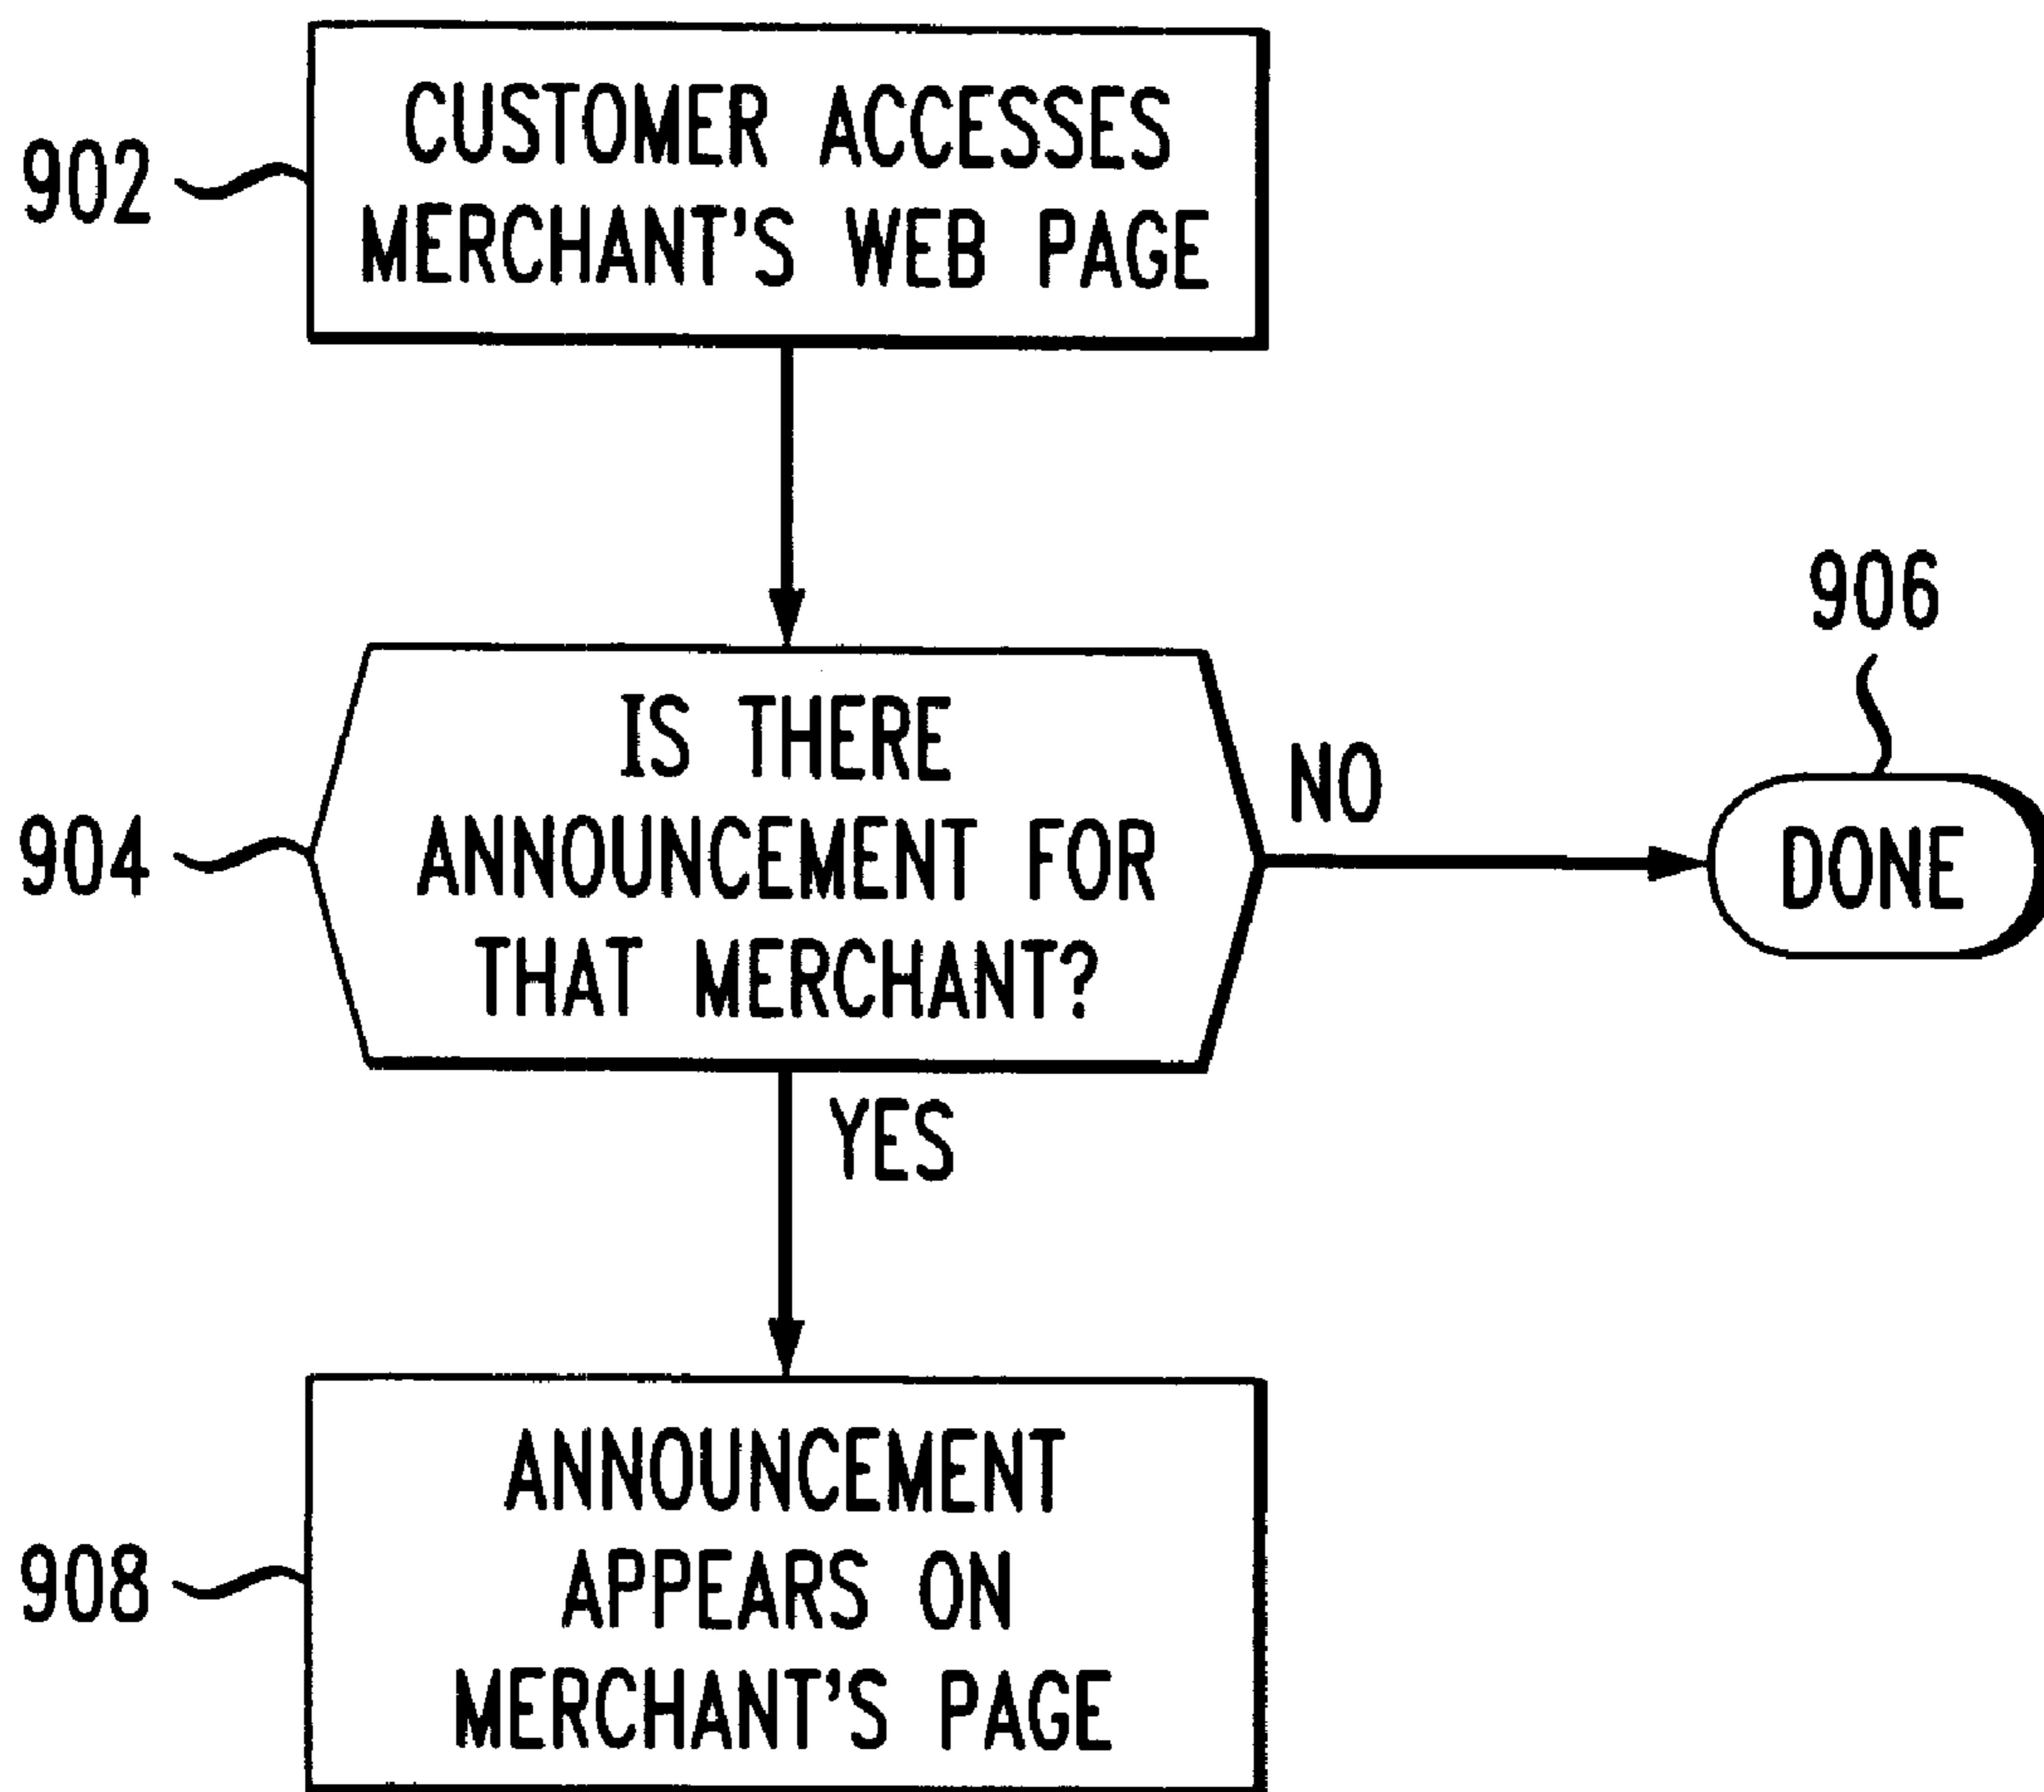 902
CUSTOMER ACCESSES
MERCHANT'S WEB PAGE
904
IS THERE
ANNOUNCEMENT FOR
THAT MERCHANT?
NO
906
DONE
YES
908
ANNOUNCEMENT
APPEARS ON
MERCHANT'S PAGE